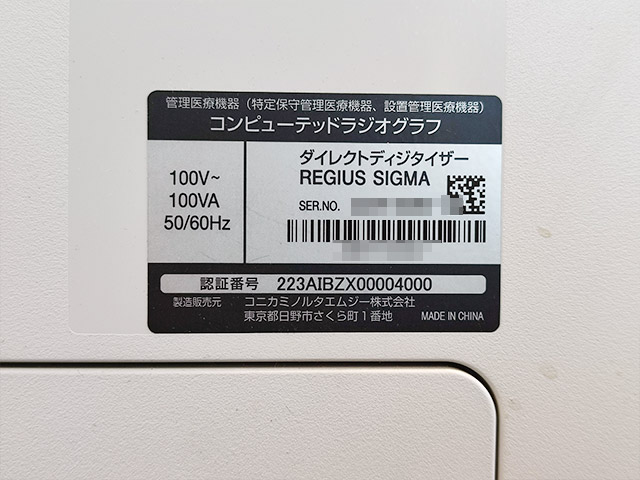 管理医療機器（特定保守管理医療機器、設置管理医療機器）
コンピューテッドラジオグラフ
100V~
100VA
50/60Hz
ダイレクトディジタイザー
REGIUS SIGMA
SER.NO.
認証番号 223AIBZX00004000
製造販売元 コニカミノルタエムジー株式会社
東京都日野市さくら町1番地
MADE IN CHINA